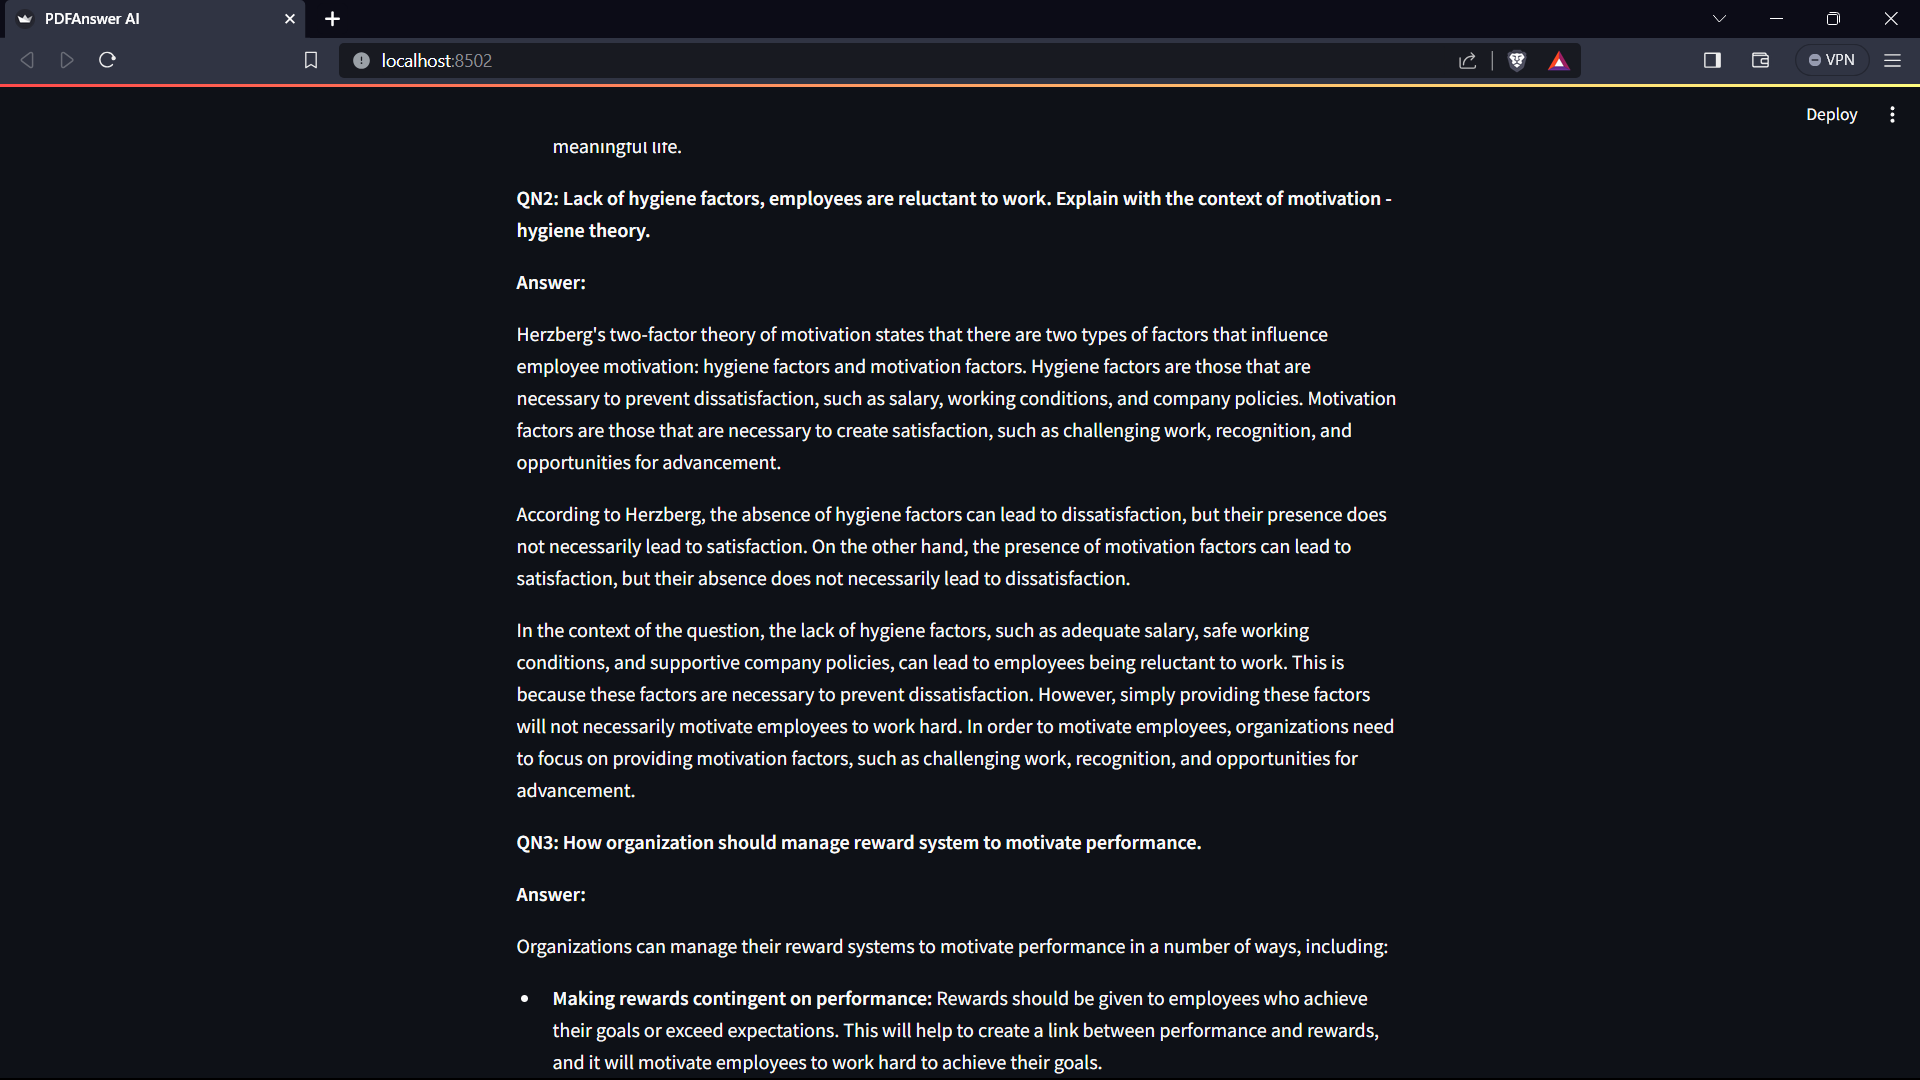 PDFAnswer AI
localhost:8502
VPN
Deploy
meaningful life.
QN2: Lack of hygiene factors, employees are reluctant to work. Explain with the context of motivation -
hygiene theory.
Answer:
Herzberg's two-factor theory of motivation states that there are two types of factors that influence
employee motivation: hygiene factors and motivation factors. Hygiene factors are those that are
necessary to prevent dissatisfaction, such as salary, working conditions, and company policies. Motivation
factors are those that are necessary to create satisfaction, such as challenging work, recognition, and
opportunities for advancement.
According to Herzberg, the absence of hygiene factors can lead to dissatisfaction, but their presence does
not necessarily lead to satisfaction. On the other hand, the presence of motivation factors can lead to
satisfaction, but their absence does not necessarily lead to dissatisfaction.
In the context of the question, the lack of hygiene factors, such as adequate salary, safe working
conditions, and supportive company policies, can lead to employees being reluctant to work. This is
because these factors are necessary to prevent dissatisfaction. However, simply providing these factors
will not necessarily motivate employees to work hard. In order to motivate employees, organizations need
to focus on providing motivation factors, such as challenging work, recognition, and opportunities for
advancement.
QN3: How organization should manage reward system to motivate performance.
Answer:
Organizations can manage their reward systems to motivate performance in a number of ways, including:
• Making rewards contingent on performance: Rewards should be given to employees who achieve
their goals or exceed expectations. This will help to create a link between performance and rewards,
and it will motivate employees to work hard to achieve their goals.